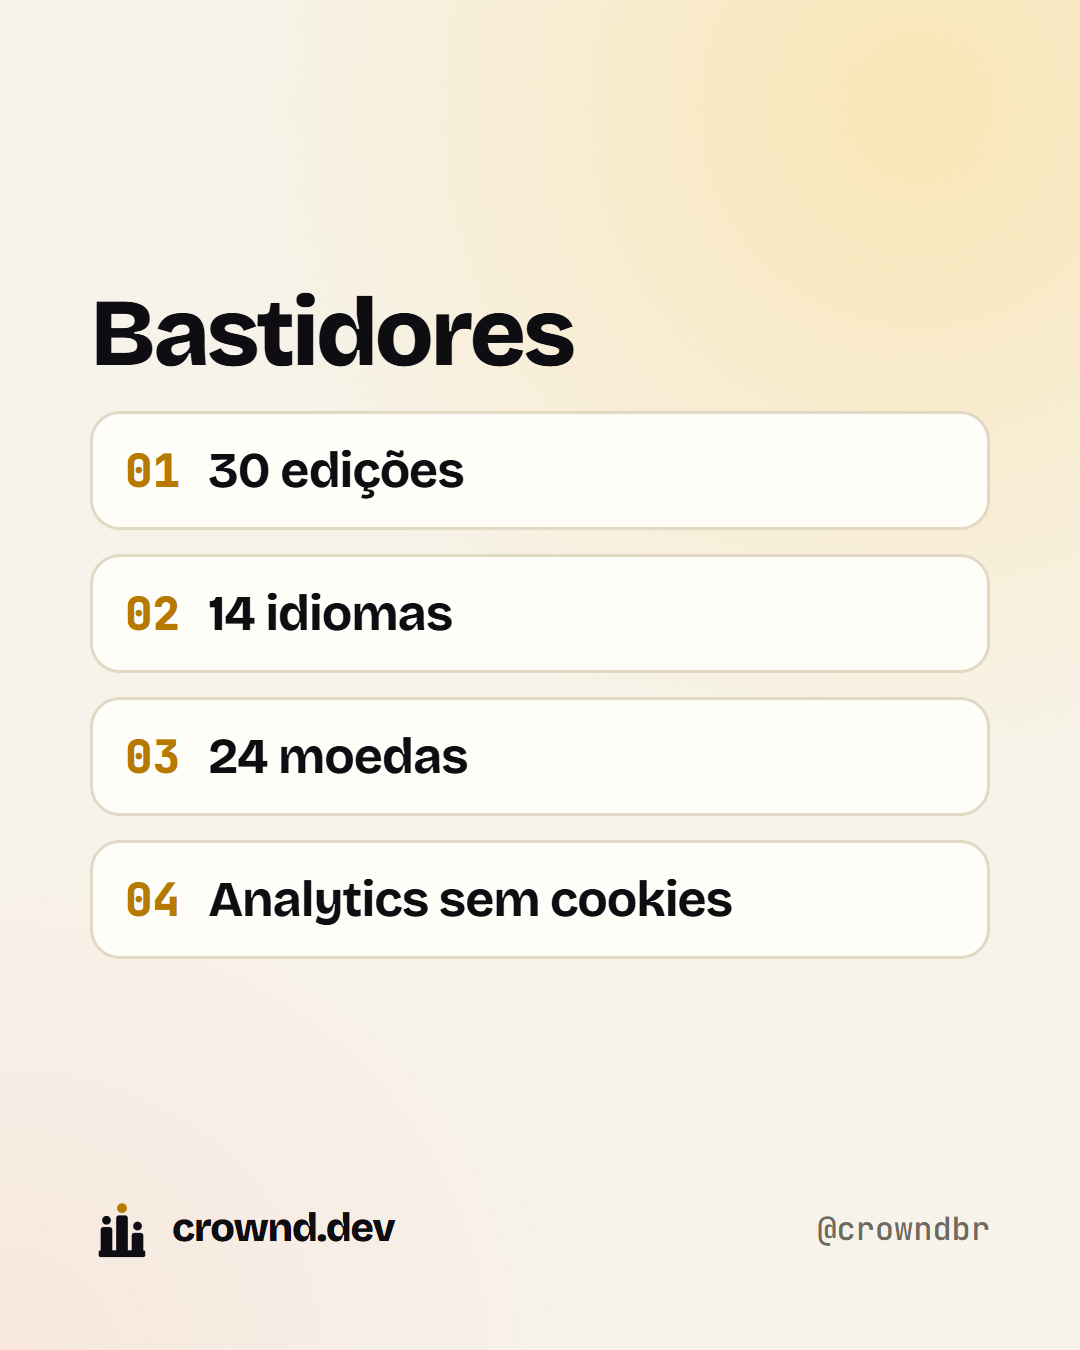 Bastidores
01 30 edições
02 14 idiomas
03 24 moedas
04 Analytics sem cookies
crownd.dev
@crowndbr